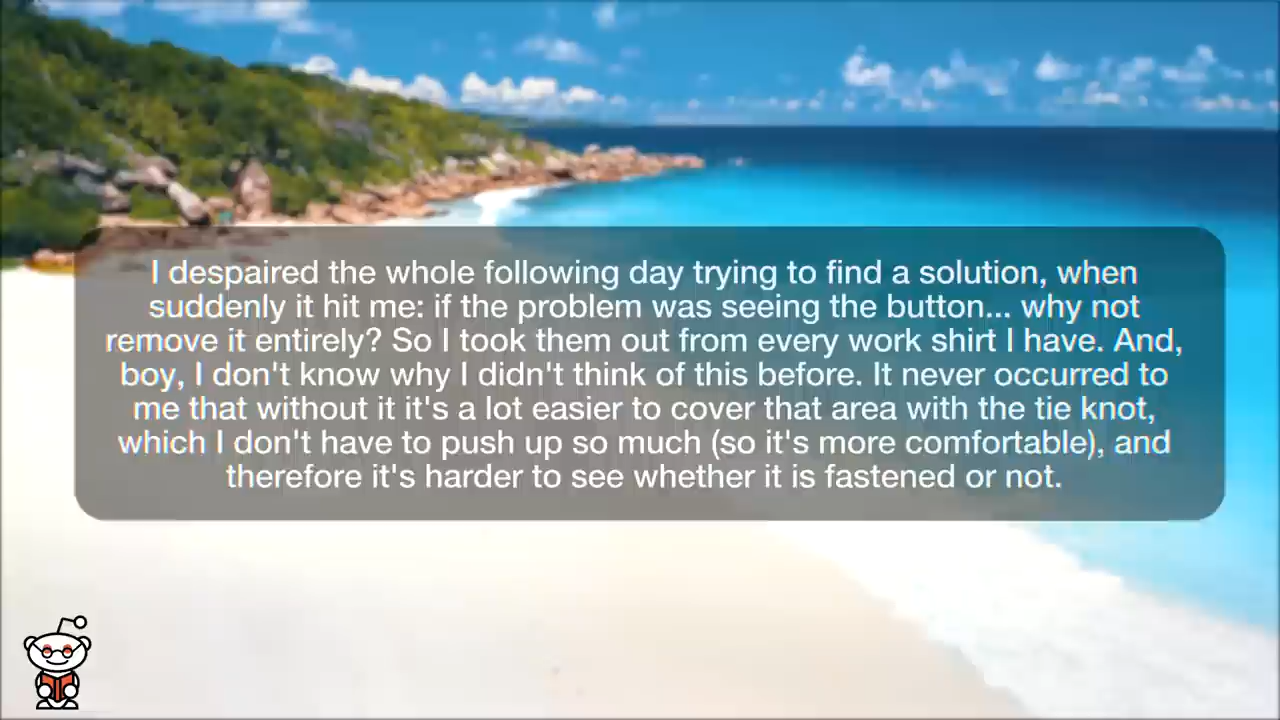 I despaired the whole following day trying to find a solution, when
suddenly it hit me: if the problem was seeing the button... why not
remove it entirely? So I took them out from every work shirt I have. And,
boy, I don't know why I didn't think of this before. It never occurred to
me that without it it's a lot easier to cover that area with the tie knot,
which I don't have to push up so much (so it's more comfortable), and
therefore it's harder to see whether it is fastened or not.